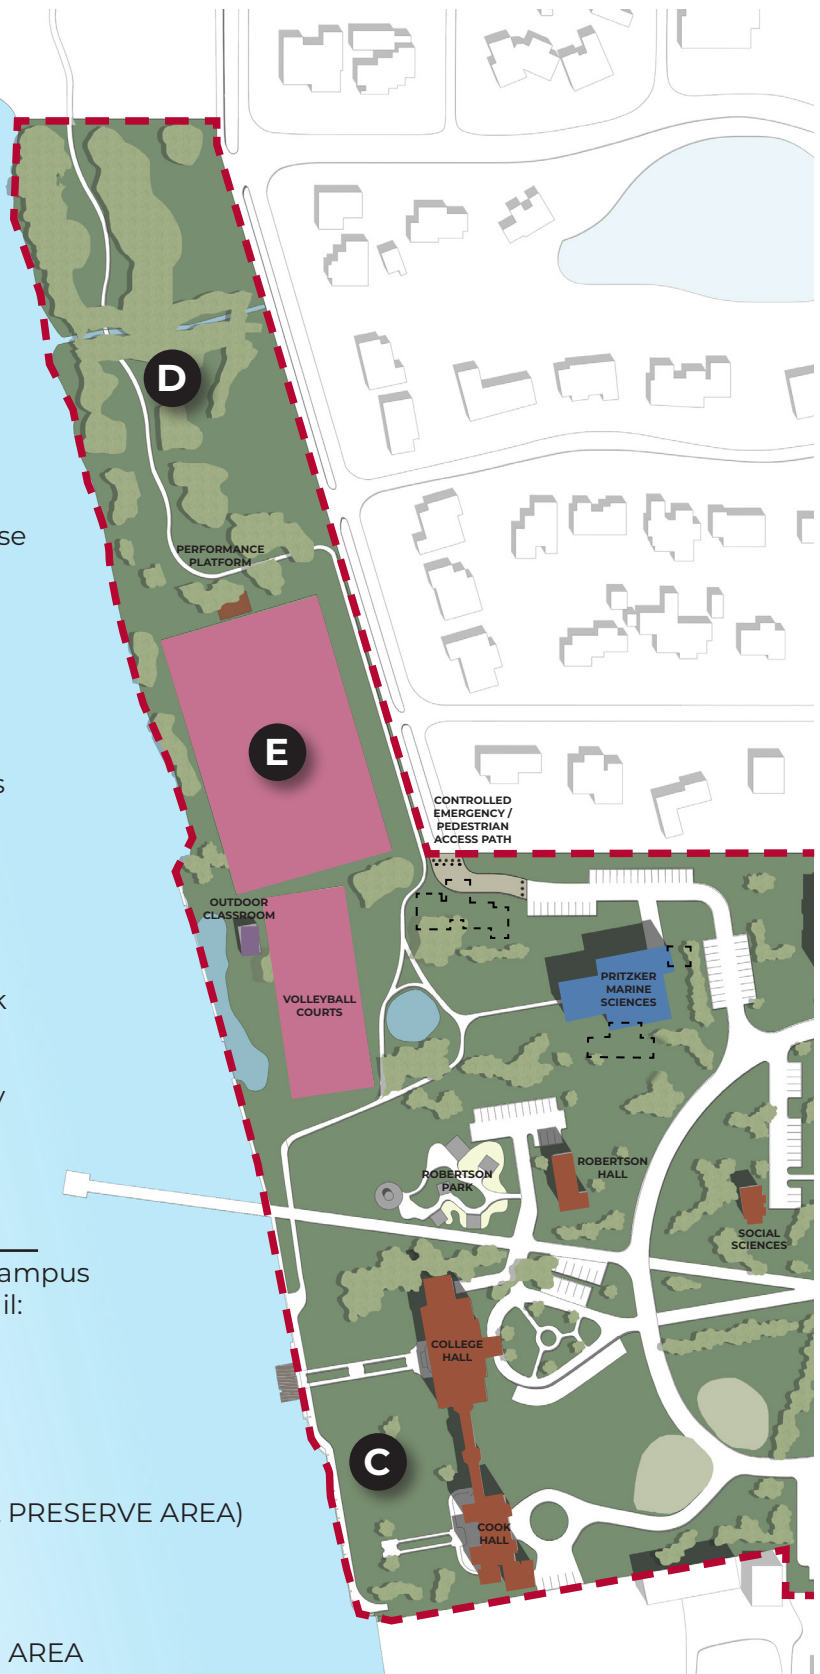 D
se
PERFORMANCE
PLATFORM
E
s
CONTROLLED
EMERGENCY /
PEDESTRIAN
ACCESS PATH
OUTDOOR
CLASSROOM
PRITZKER
MARINE
SCIENCES
k
VOLLEYBALL
COURTS
y
ROBERTSON
PARK
ROBERTSON
HALL
SOCIAL
SCIENCES
ampus
il:
COLLEGE
HALL
C
PRESERVE AREA)
COOK
HALL
AREA